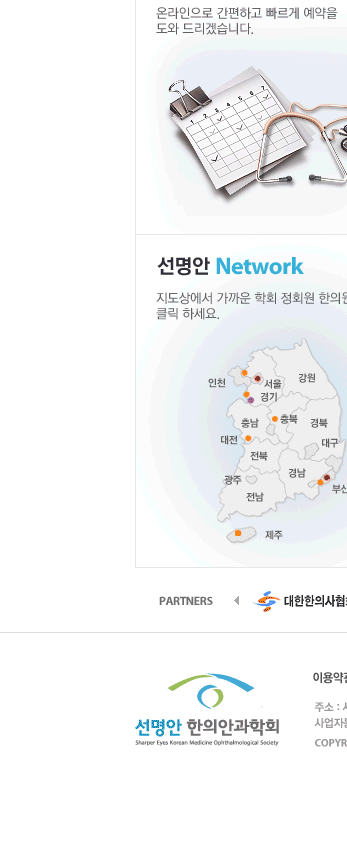 온라인으로 간편하고 빠르게 예약을
도와 드리겠습니다.
1 2 3 4 5 6 7
선명안 Network
지도상에서 가까운 학회 정회원 한의원
클릭 하세요.
인천
서울
강원
경기
충남
충북
경북
대전
대구
전북
광주
경남
부산
전남
제주
PARTNERS
대한한의사협회
이용약관
선명안 한의안과학회
Sharper Eyes Korean Medicine Ophthalmological Society
주소 :
사업자
COPYR